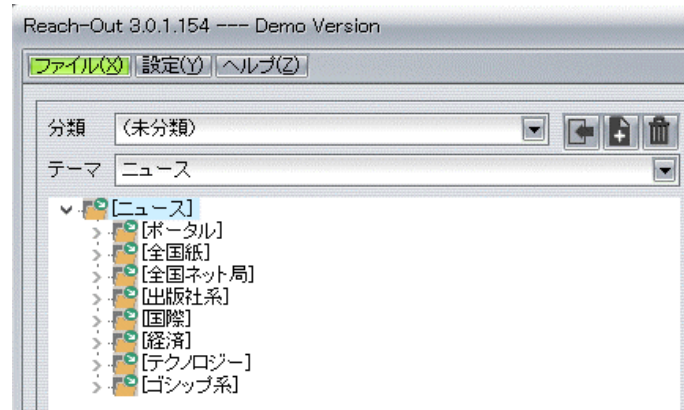 Reach-Out 3.0.1.154 --- Demo Version
ファイル(X) 設定(Y) ヘルプ(Z)
分類 (未分類)
テーマ ニュース
[ニュース]
[ポータル]
[全国紙]
[全国ネット局]
[出版社系]
[国際]
[経済]
[テクノロジー]
[ゴシップ系]